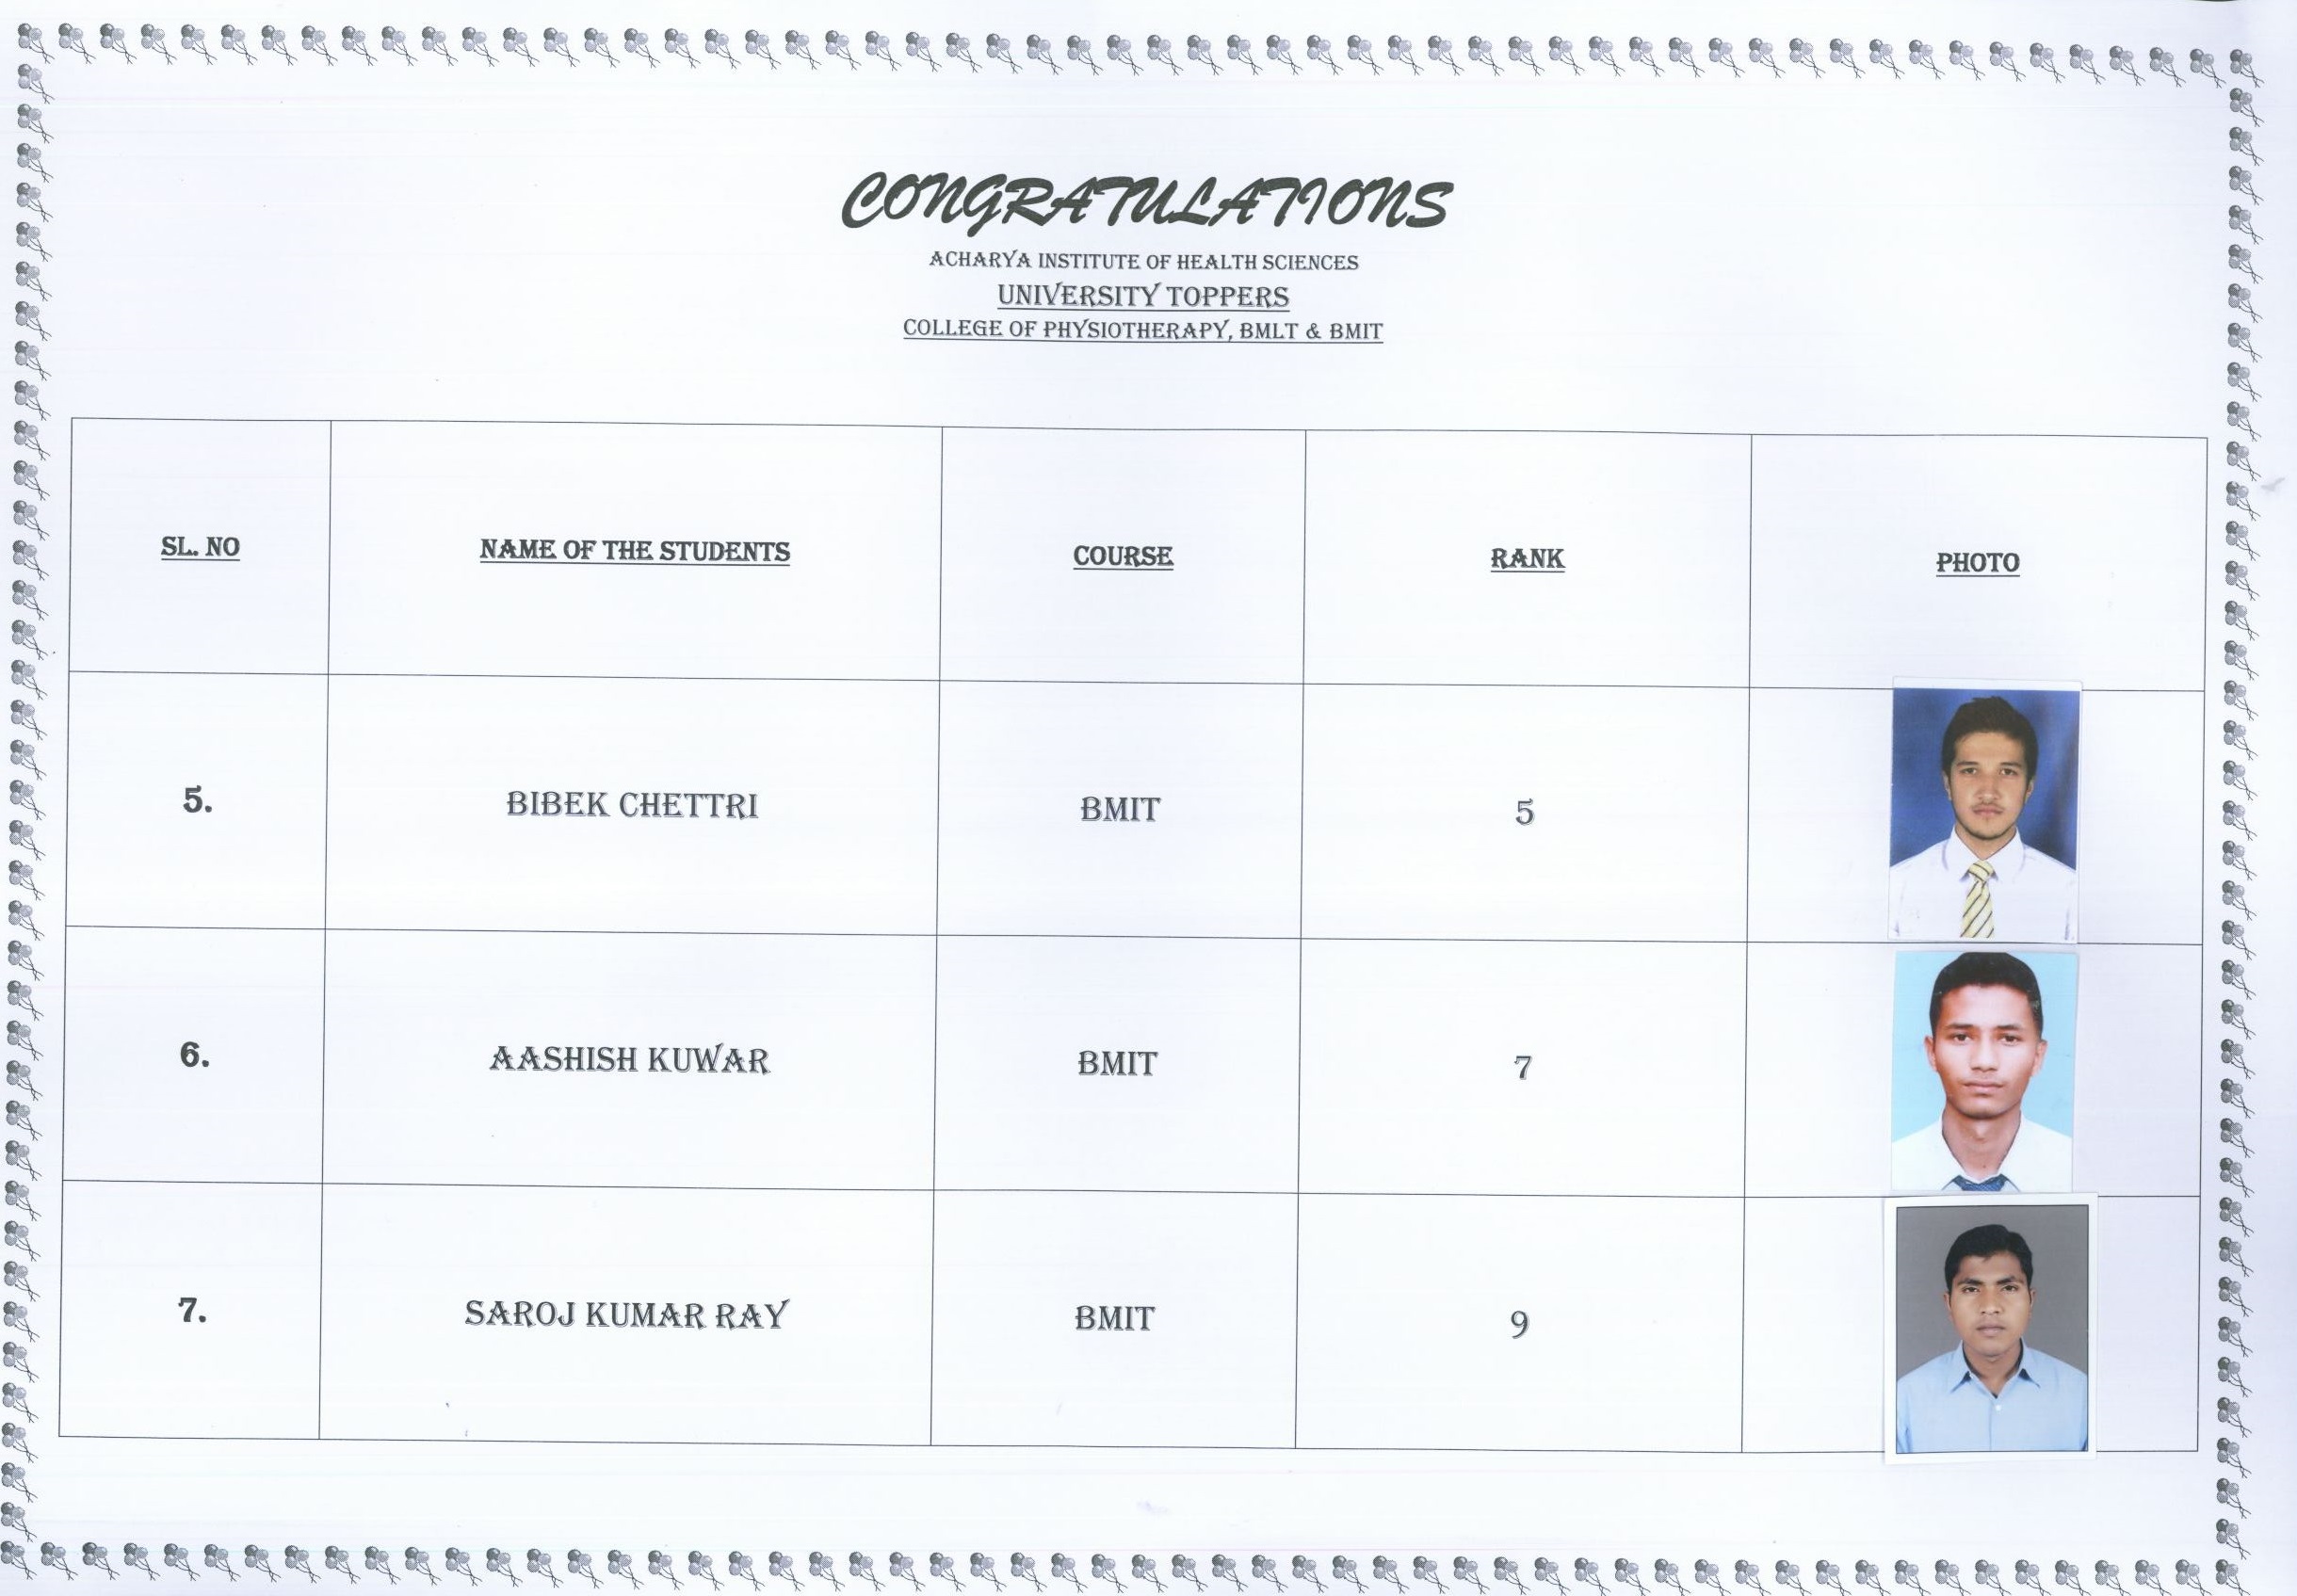 CONGRATULATIONS
ACHARYA INSTITUTE OF HEALTH SCIENCES
UNIVERSITY TOPPERS
COLLEGE OF PHYSIOTHERAPY, BMLT & BMIT
SL. NO NAME OF THE STUDENTS COURSE RANK PHOTO
5. BIBEK CHETTRI BMIT 5
6. AASHISH KUWAR BMIT 7
7. SAROJ KUMAR RAY BMIT 9